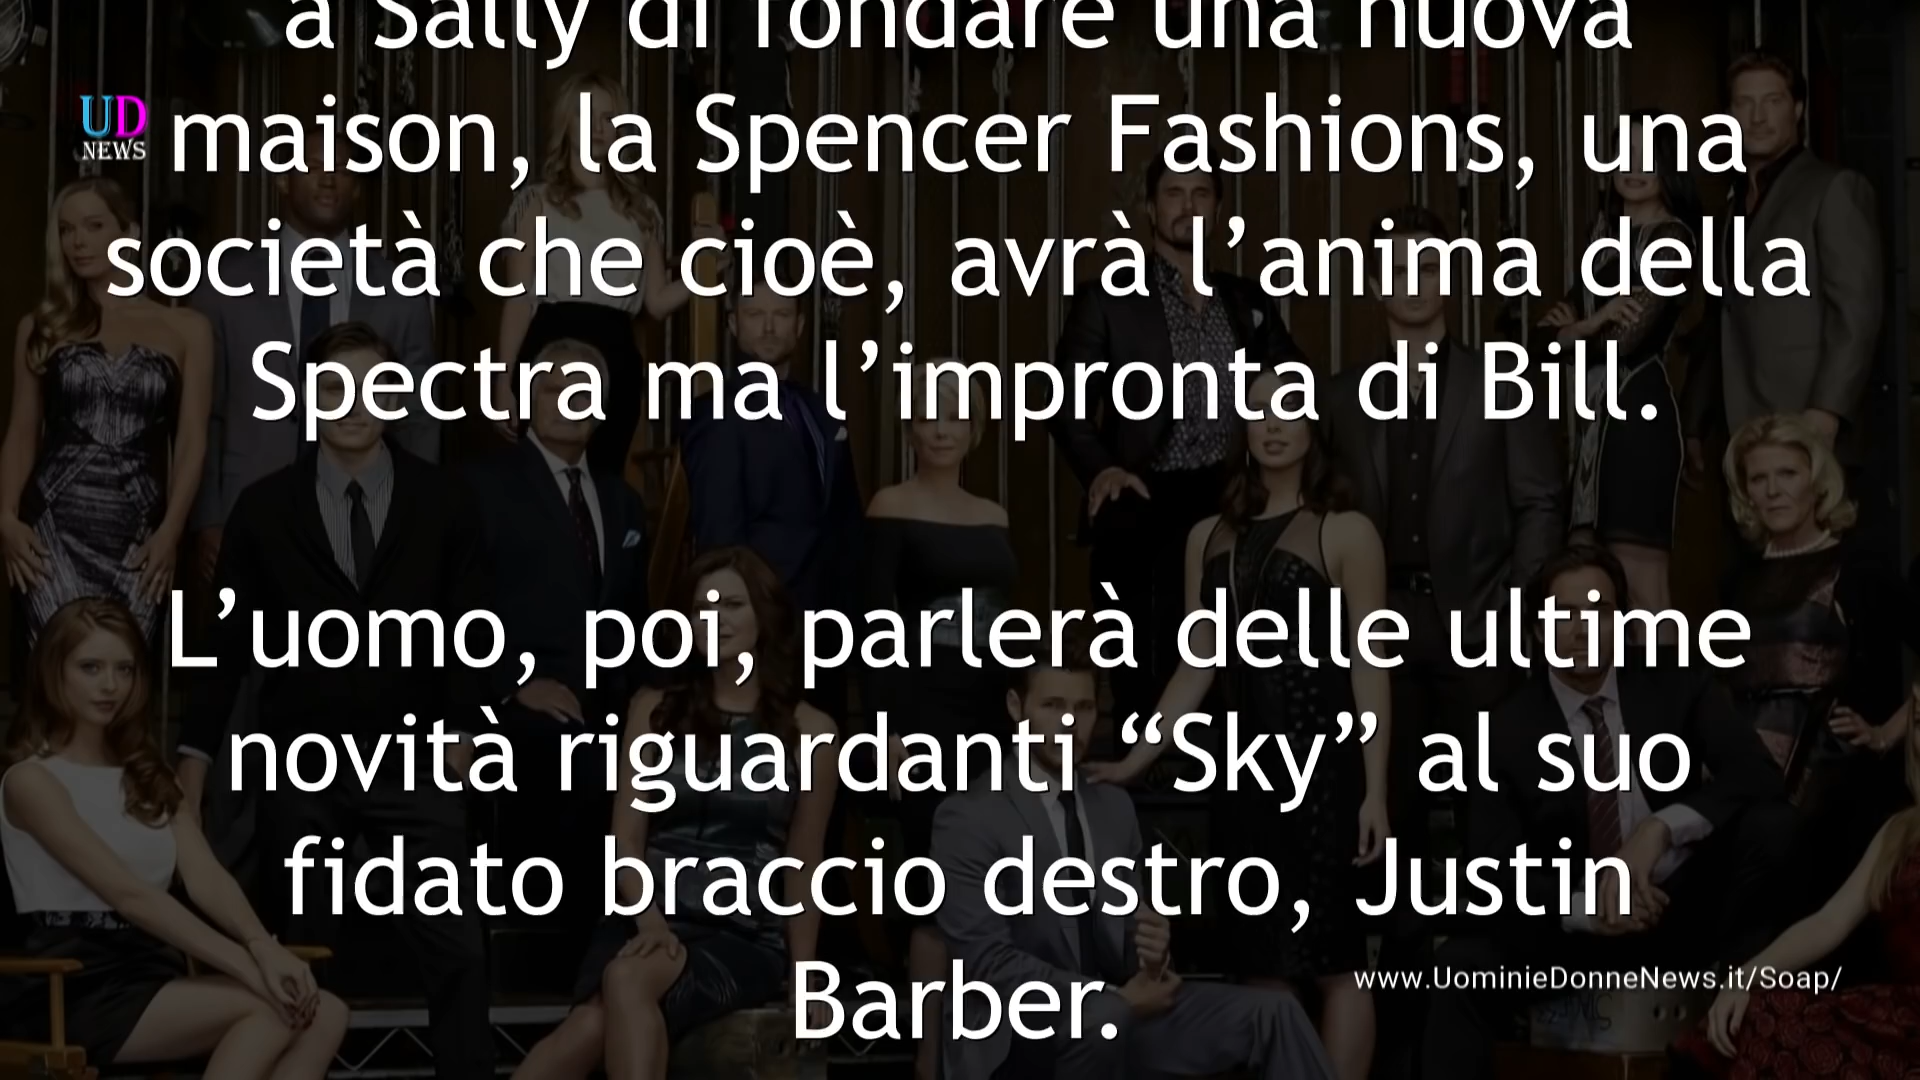 a Sally di fondare una nuova
UD
NEWS
maison, la Spencer Fashions, una
società che cioè, avrà l’anima della
Spectra ma l’impronta di Bill.
L’uomo, poi, parlerà delle ultime
novità riguardanti “Sky” al suo
fidato braccio destro, Justin
Barber.
www.UominieDonneNews.it/Soap/